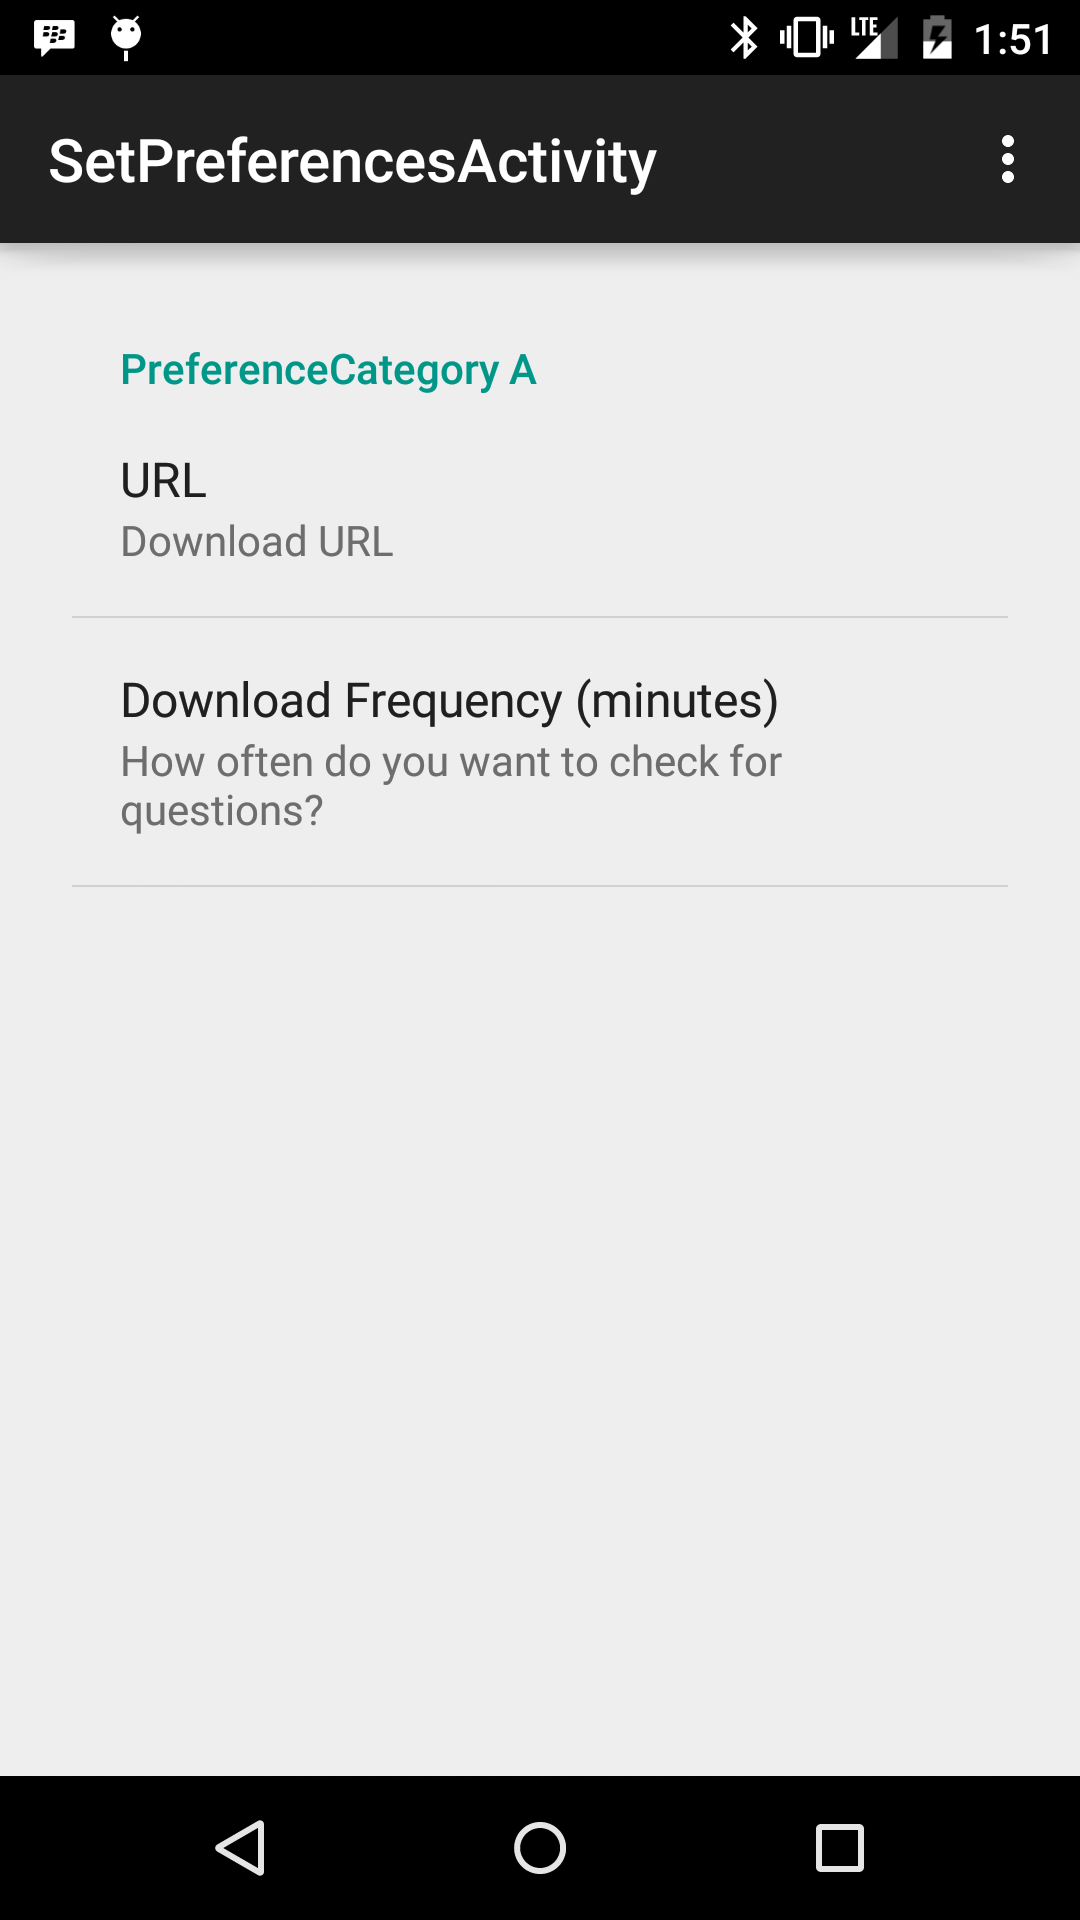 LTE 1:51
SetPreferencesActivity
PreferenceCategory A
URL
Download URL
Download Frequency (minutes)
How often do you want to check for
questions?